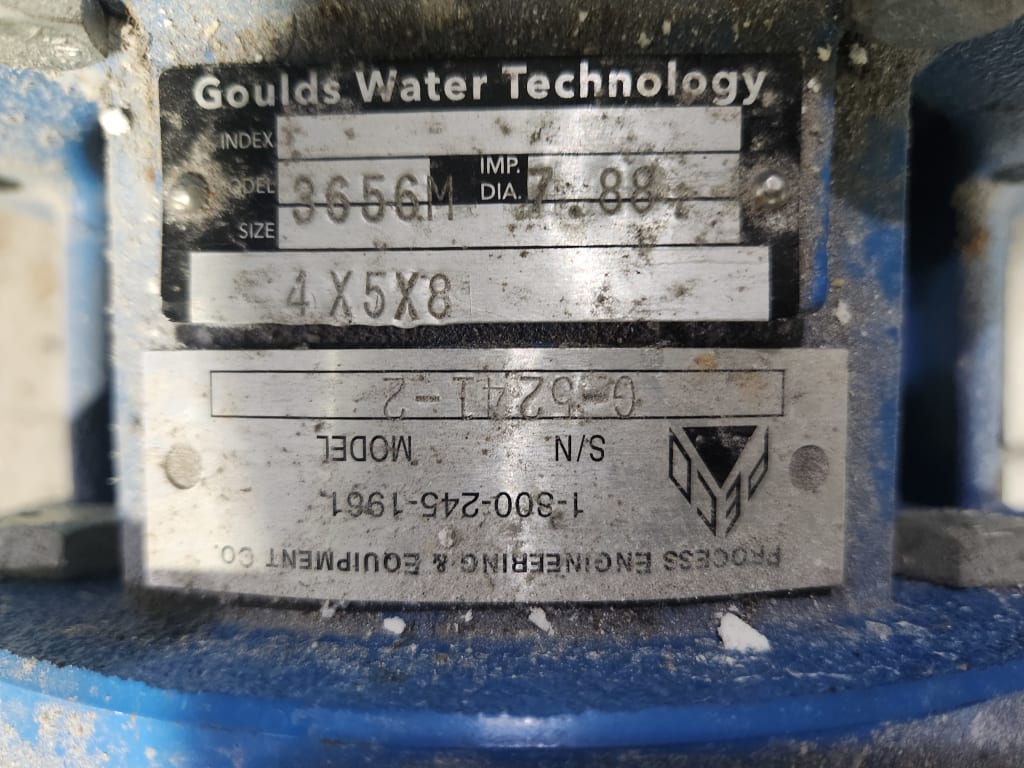 Goulds Water Technology
INDEX
MODEL 3656M IMP. DIA. 7.88
SIZE
4X5X8
PROCESS ENGINEERING & EQUIPMENT CO.
1-800-245-1961
S/N MODEL
G-5241-2
PECO